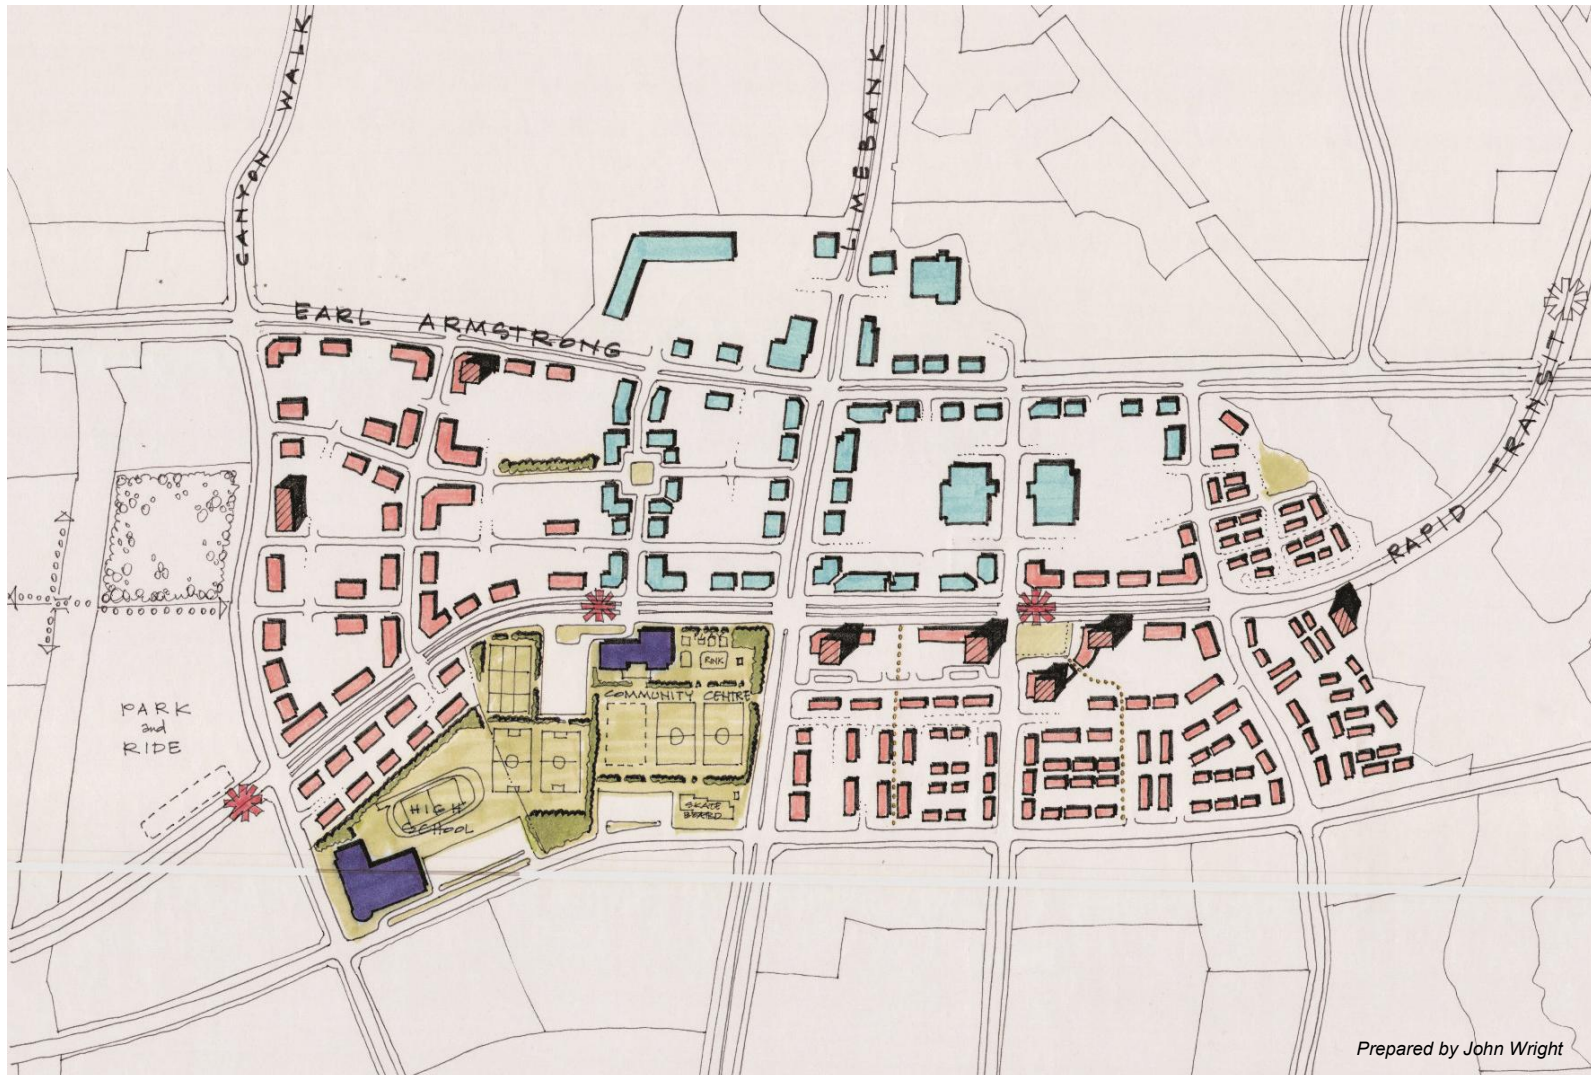 CANYON WALK
LIMEBANK
EARL ARMSTRONG
RAPID TRANSIT
PARK
and
RIDE
RINK
COMMUNITY CENTRE
HIGH
SCHOOL
SKATE
BOARD
Prepared by John Wright